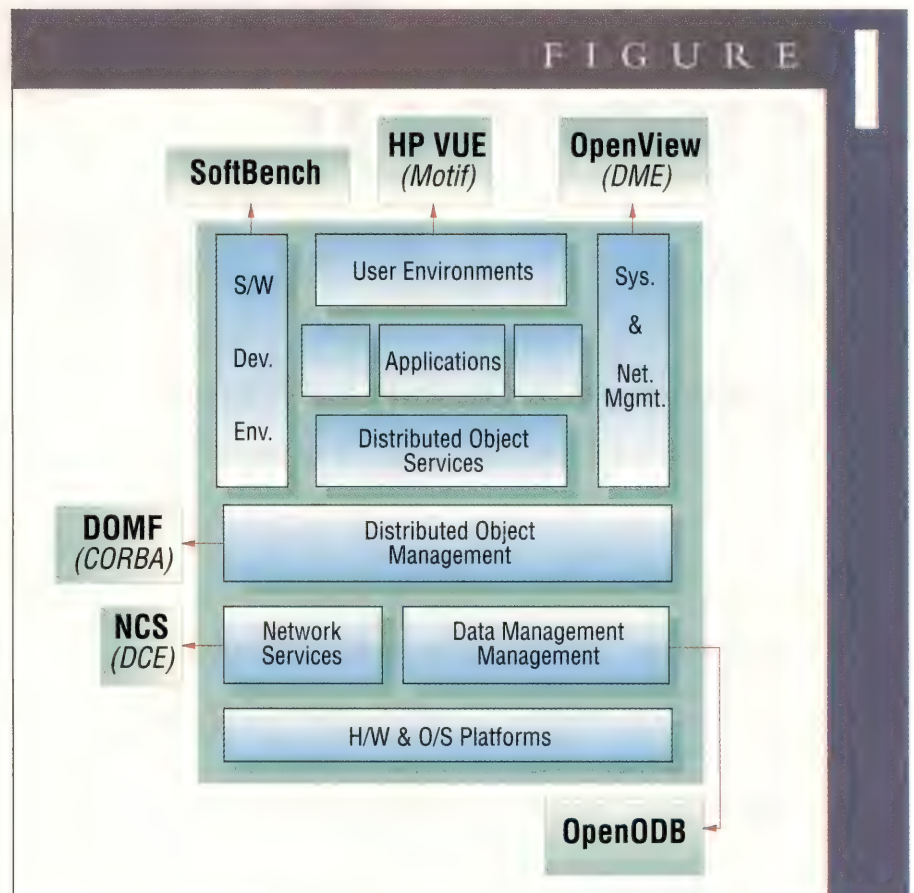 FIGURE 1
SoftBench
HP VUE
(Motif)
OpenView
(DME)
S/W
Dev.
Env.
User Environments
Applications
Distributed Object
Services
Sys.
&
Net.
Mgmt.
DOMF
(CORBA)
Distributed Object
Management
NCS
(DCE)
Network
Services
Data Management
Management
H/W & O/S Platforms
OpenODB